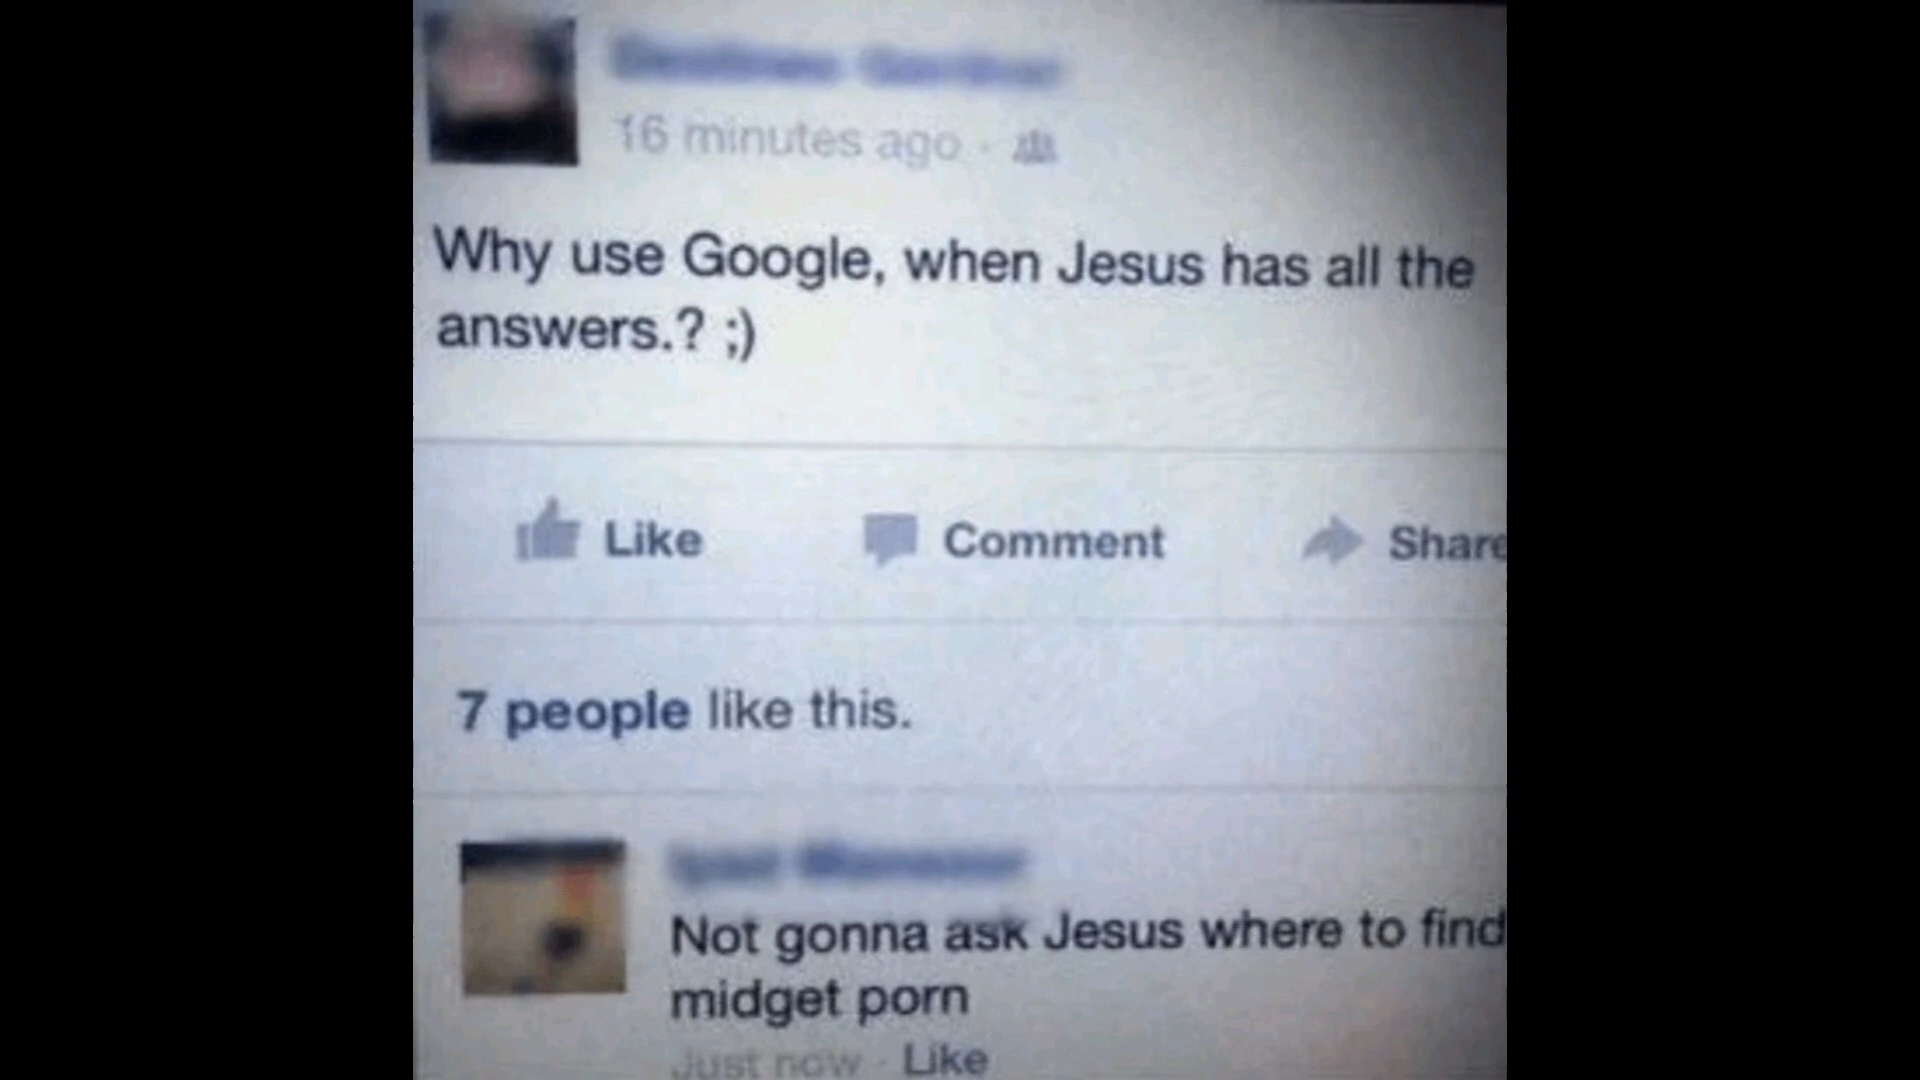 16 minutes ago ·
Why use Google, when Jesus has all the
answers.? ;)
Like Comment Share
7 people like this.
Not gonna ask Jesus where to find
midget porn
Just now · Like